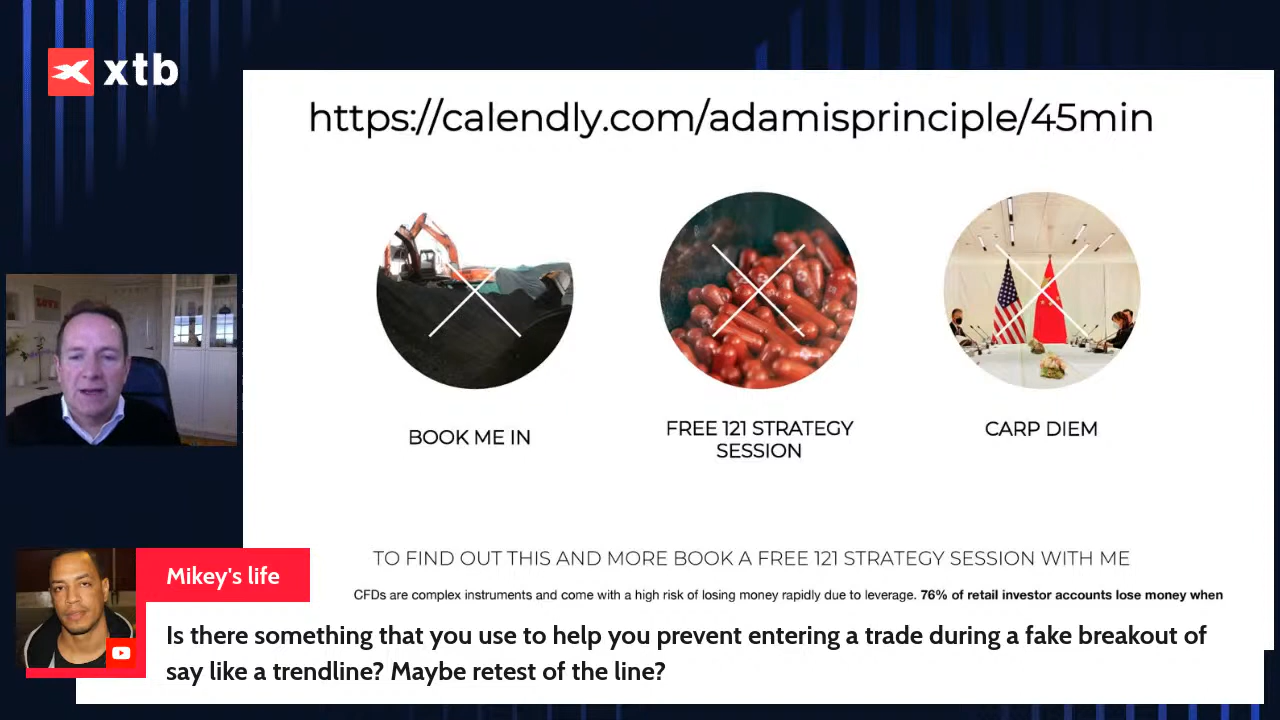 xtb
https://calendly.com/adamisprinciple/45min
BOOK ME IN
FREE 121 STRATEGY
SESSION
CARP DIEM
TO FIND OUT THIS AND MORE BOOK A FREE 121 STRATEGY SESSION WITH ME
CFDs are complex instruments and come with a high risk of losing money rapidly due to leverage. 76% of retail investor accounts lose money when
Mikey's life
Is there something that you use to help you prevent entering a trade during a fake breakout of
say like a trendline? Maybe retest of the line?